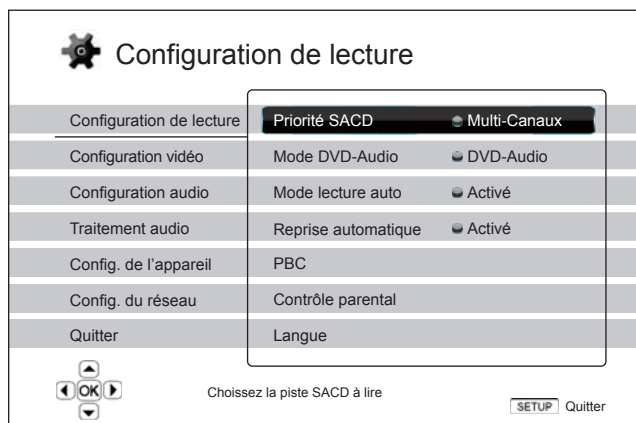 Configuration de lecture
Configuration de lecture Priorité SACD Multi-Canaux
Configuration vidéo Mode DVD-Audio DVD-Audio
Configuration audio Mode lecture auto Activé
Traitement audio Reprise automatique Activé
Config. de l’appareil PBC
Config. du réseau Contrôle parental
Quitter Langue
OK Choissez la piste SACD à lire
SETUP Quitter